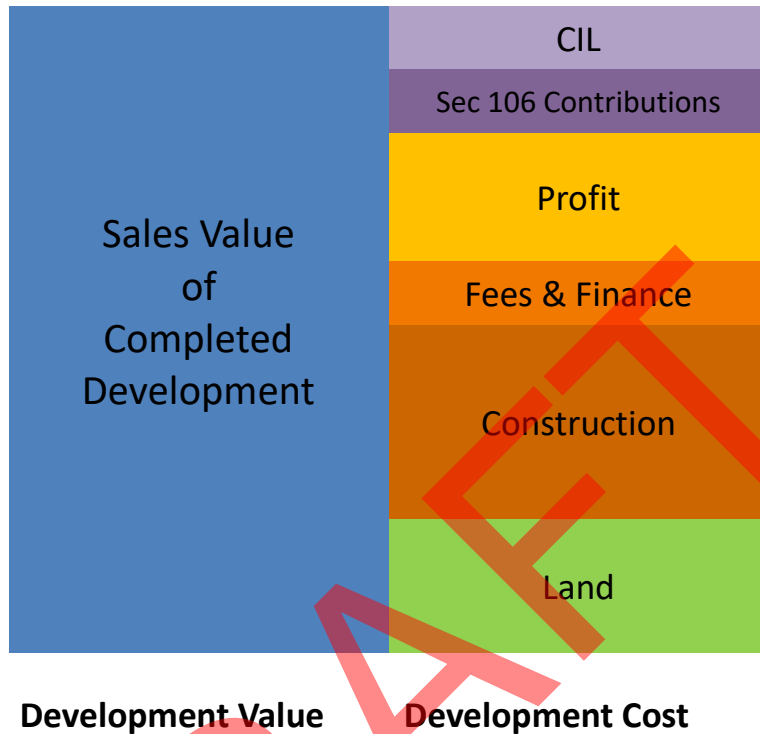 Sales Value
of
Completed
Development
CIL
Sec 106 Contributions
Profit
Fees & Finance
Construction
Land
Development Value
Development Cost